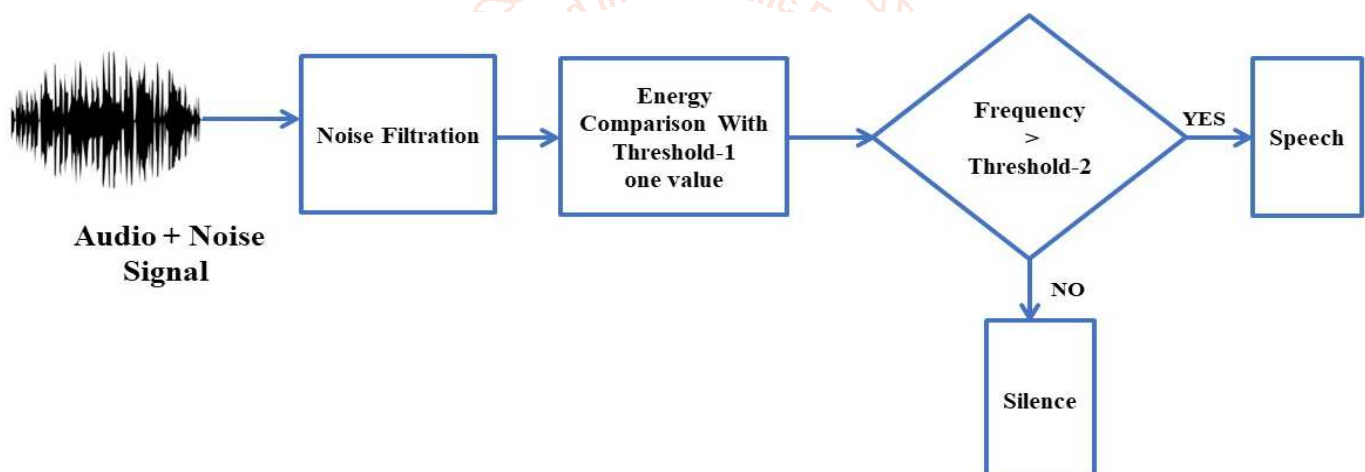 Noise Filtration
Energy
Comparison With
Threshold-1
one value
Frequency
>
Threshold-2
YES
Speech
Audio + Noise
Signal
NO
Silence